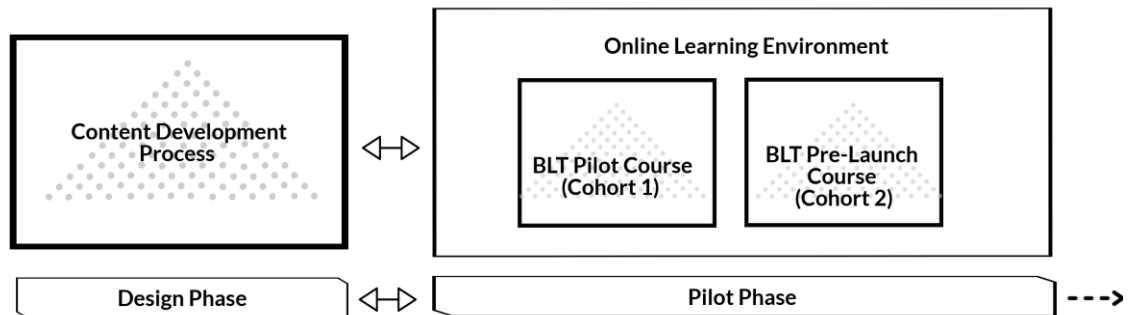 Online Learning Environment
Content Development
Process
BLT Pilot Course
(Cohort 1)
BLT Pre-Launch
Course
(Cohort 2)
Design Phase
Pilot Phase